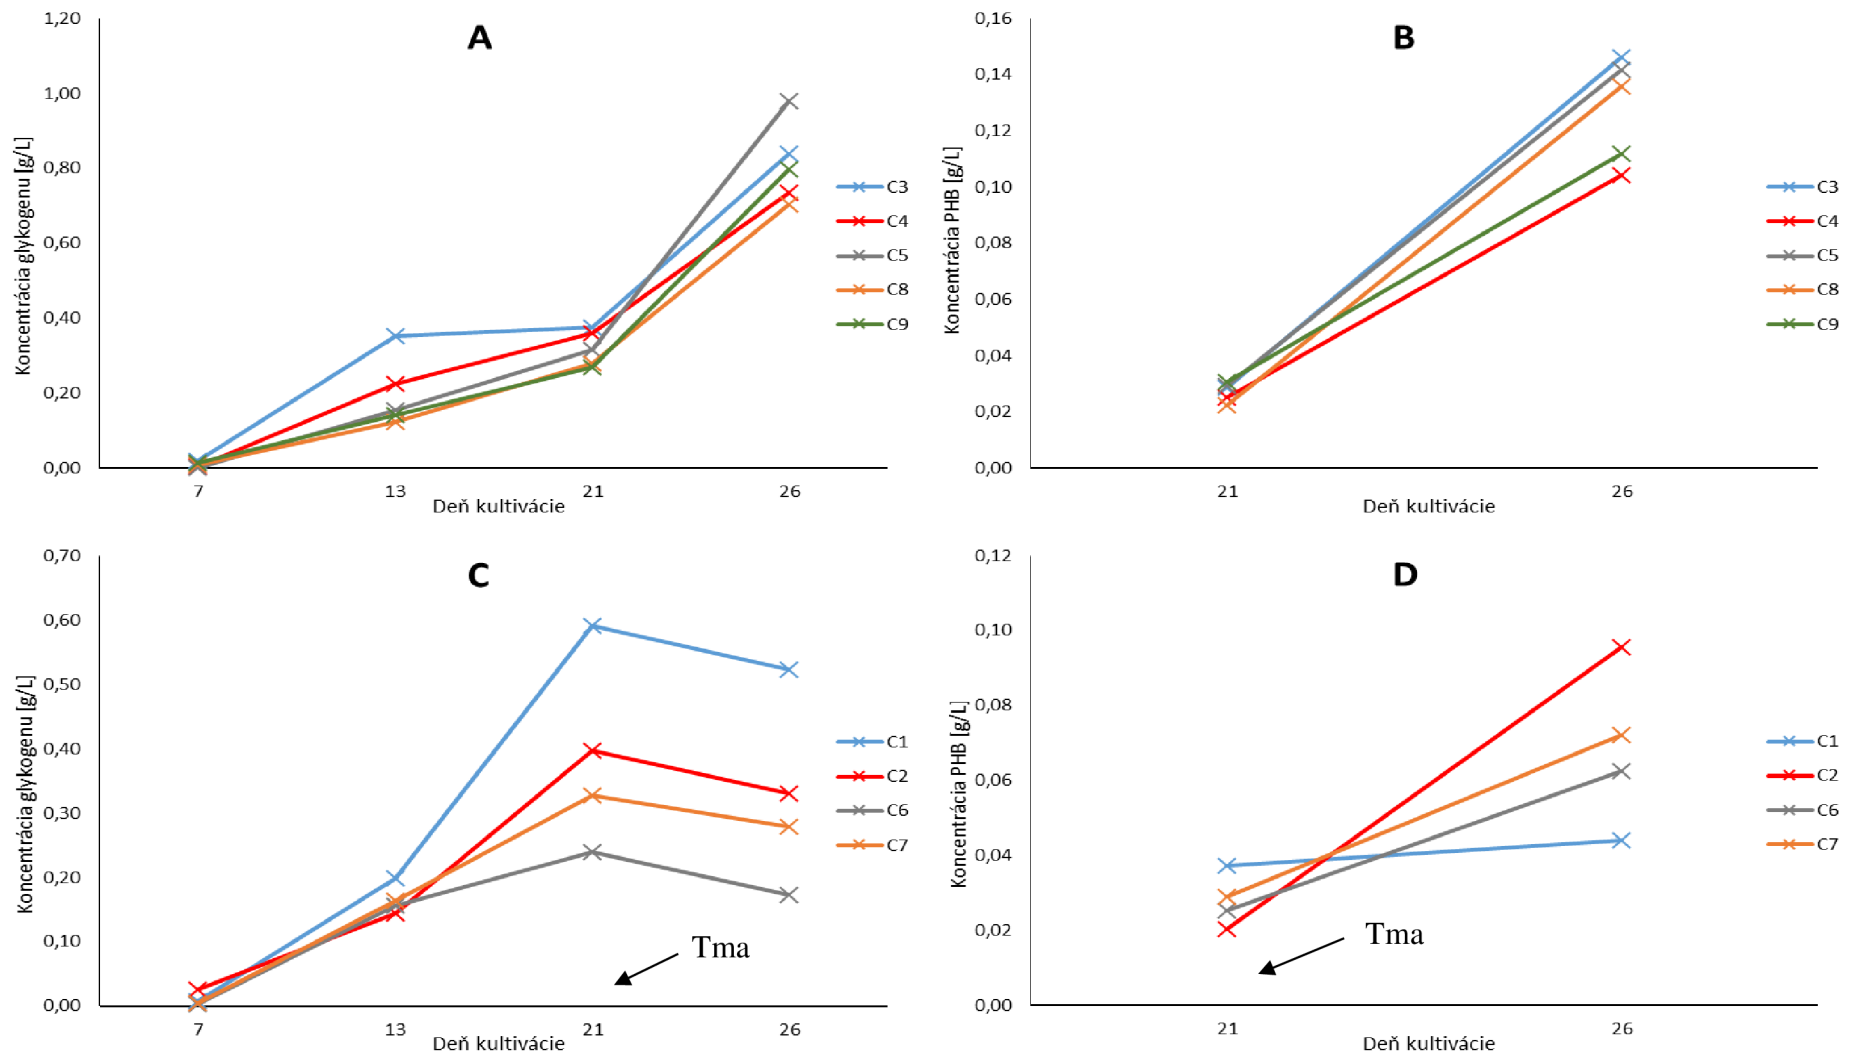 A
Koncentrácia glykogenu [g/L]
1,20
1,00
0,80
0,60
0,40
0,20
0,00
7 13 21 26
Deň kultivácie
C3
C4
C5
C8
C9
B
Koncentrácia PHB [g/L]
0,16
0,14
0,12
0,10
0,08
0,06
0,04
0,02
0,00
21 26
Deň kultivácie
C3
C4
C5
C8
C9
C
Koncentrácia glykogenu [g/L]
0,70
0,60
0,50
0,40
0,30
0,20
0,10
0,00
7 13 21 26
Deň kultivácie
Tma
C1
C2
C6
C7
D
Koncentrácia PHB [g/L]
0,12
0,10
0,08
0,06
0,04
0,02
0,00
21 26
Deň kultivácie
Tma
C1
C2
C6
C7